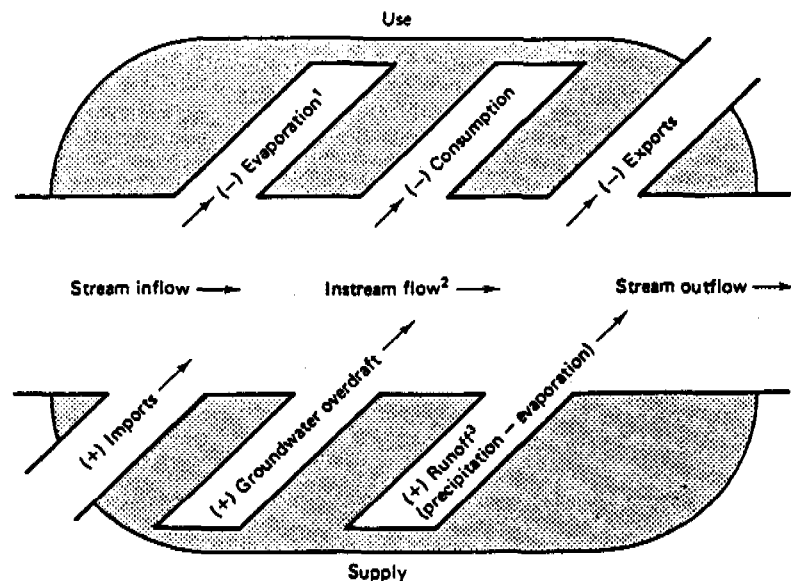 Use
(−) Evaporation¹
(−) Consumption
(−) Exports
Stream inflow
Instream flow²
Stream outflow
(+) Imports
(+) Groundwater overdraft
(+) Runoff³
(precipitation − evaporation)
Supply